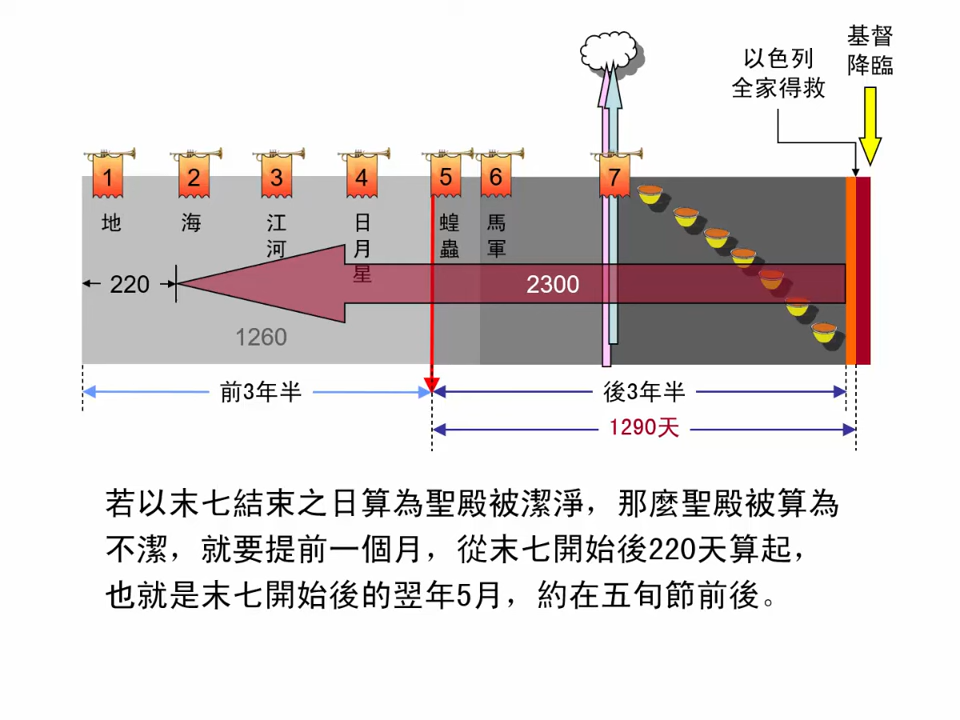 基督
降臨
以色列
全家得救
1
2
3
4
5
6
7
地
海
江河
日月星
蝗蟲
馬軍
220
2300
1260
前3年半
後3年半
1290天
若以末七結束之日算為聖殿被潔淨，那麼聖殿被算為
不潔，就要提前一個月，從末七開始後220天算起，
也就是末七開始後的翌年5月，約在五旬節前後。